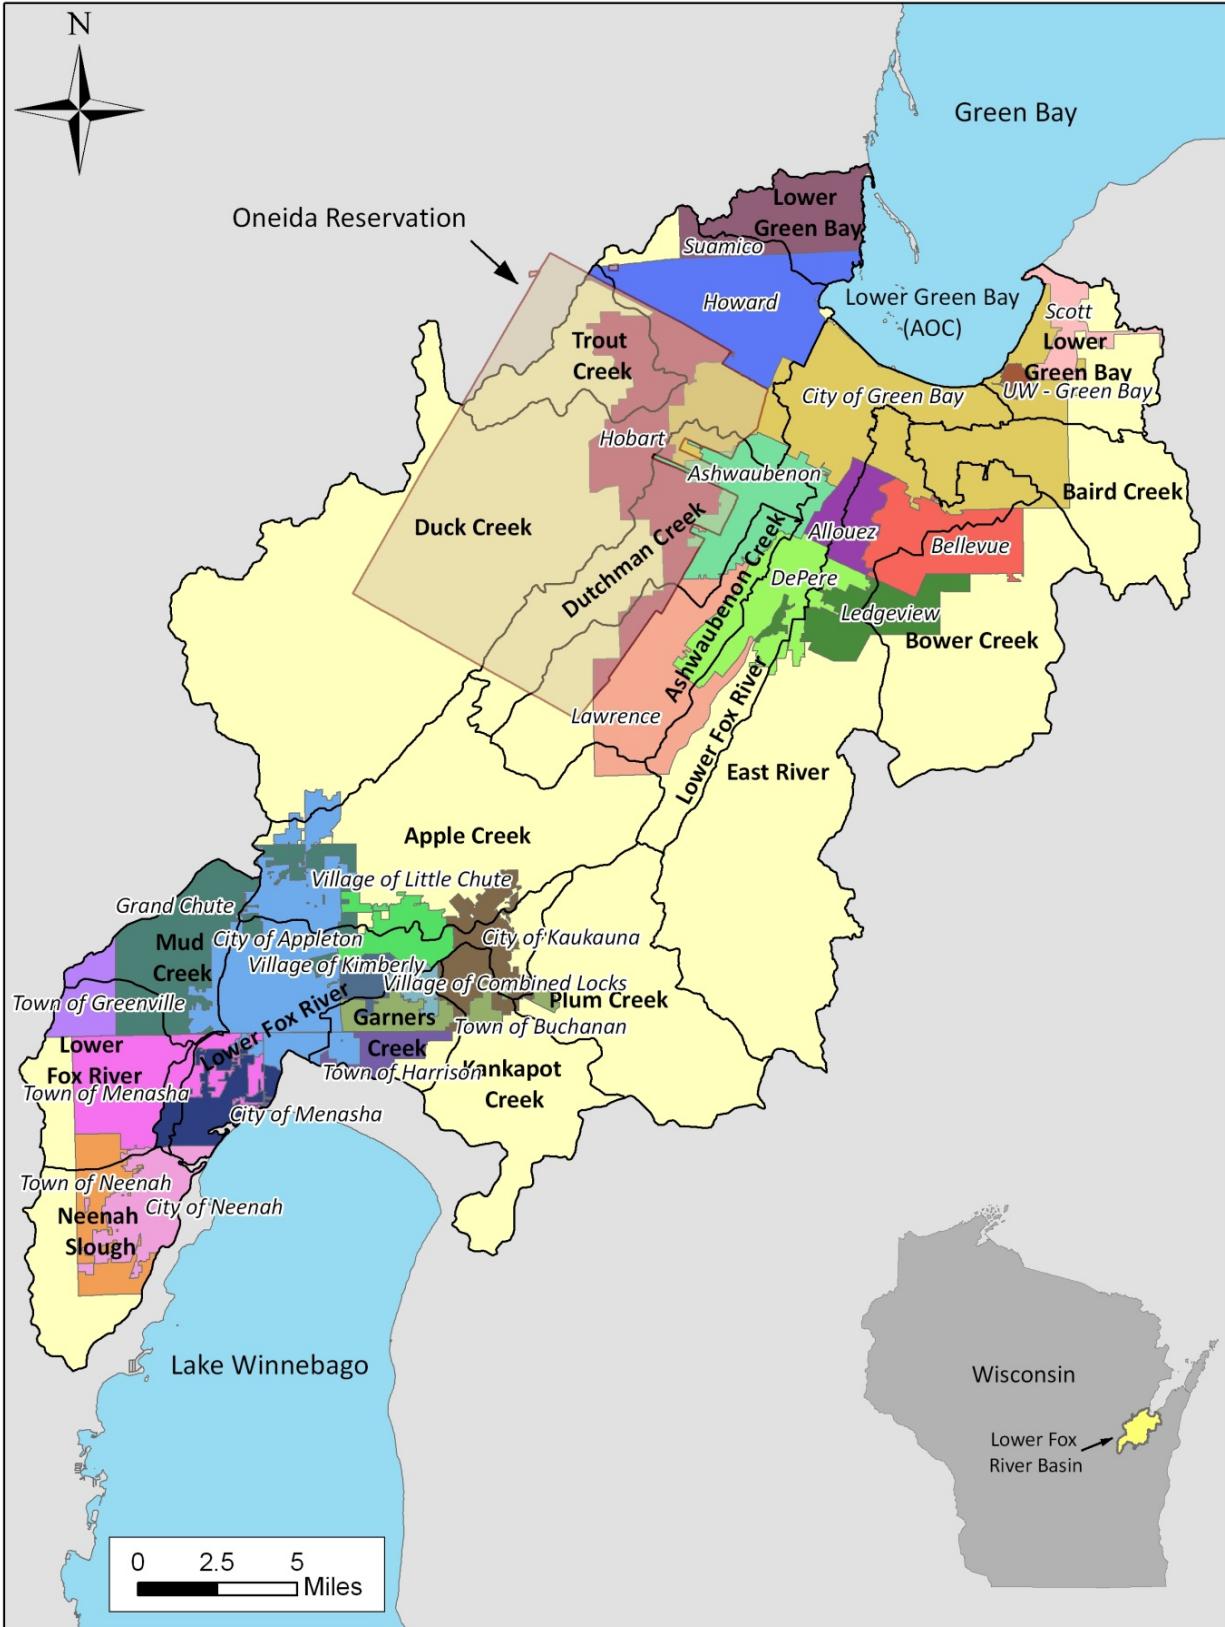 N
Green Bay
Oneida Reservation
Lower
Green Bay
Suamico
Howard
Lower Green Bay
(AOC)
Scott
Lower
Green Bay
UW - Green Bay
Trout
Creek
City of Green Bay
Hobart
Ashwaubenon
Baird Creek
Duck Creek
Dutchman Creek
Ashwaubenon Creek
Allouez
Bellevue
DePere
Ledgeview
Bower Creek
Lawrence
Lower Fox River
East River
Apple Creek
Village of Little Chute
Grand Chute
Mud
Creek
City of Appleton
City of Kaukauna
Village of Kimberly
Village of Combined Locks
Town of Greenville
Lower Fox River
Garners
Creek
Plum Creek
Town of Buchanan
Lower
Fox River
Town of Harrison
Kankapot
Creek
Town of Menasha
City of Menasha
Town of Neenah
City of Neenah
Neenah
Slough
Lake Winnebago
Wisconsin
Lower Fox
River Basin
0 2.5 5
Miles